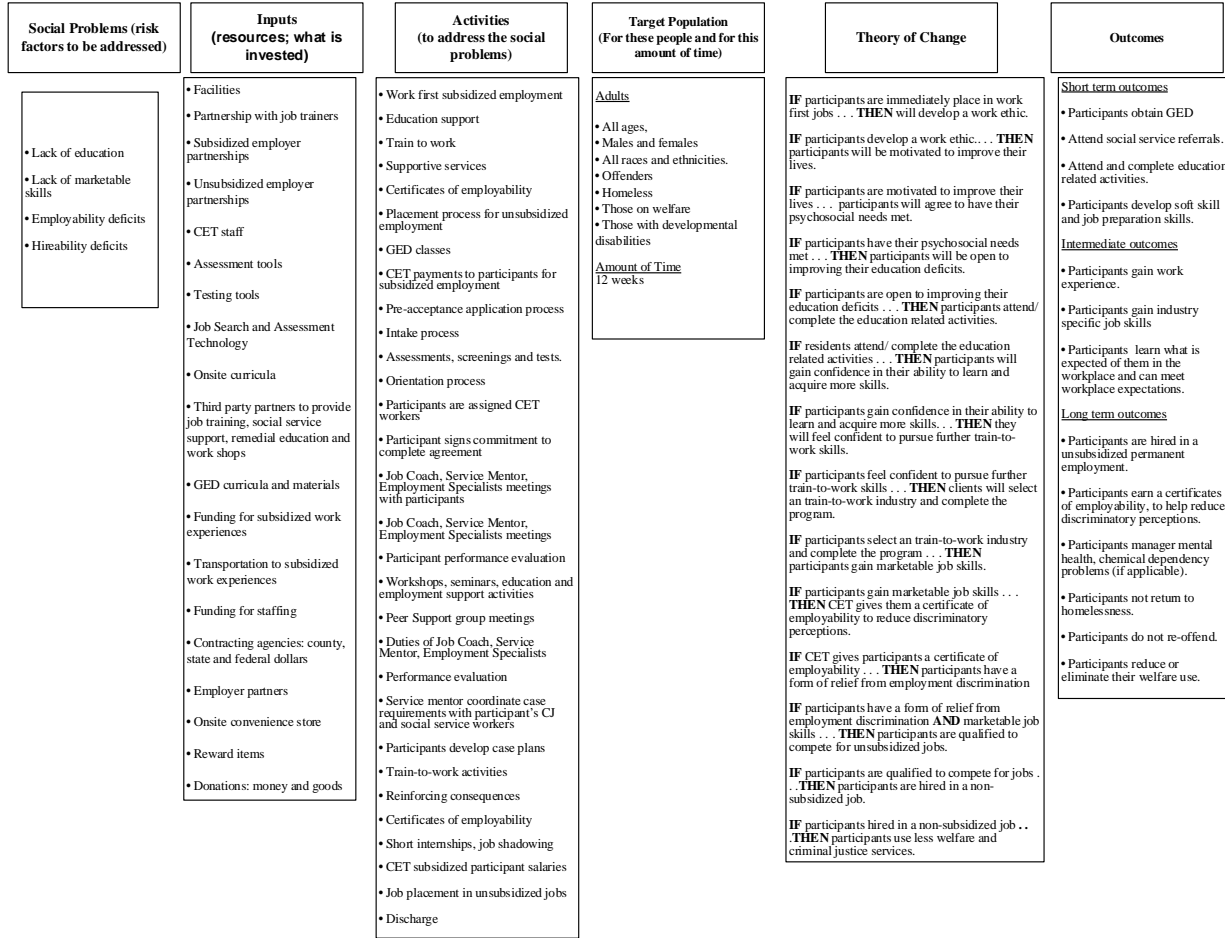 Social Problems (risk
factors to be addressed)
Inputs
(resources; what is
invested)
Activities
(to address the social
problems)
Target Population
(For these people and for this
amount of time)
Theory of Change
Outcomes
• Lack of education
• Lack of marketable
skills
• Employability deficits
• Hireability deficits
• Facilities
• Partnership with job trainers
• Subsidized employer
partnerships
• Unsubsidized employer
partnerships
• CET staff
• Assessment tools
• Testing tools
• Job Search and Assessment
Technology
• Onsite curricula
• Third party partners to provide
job training, social service
support, remedial education and
work shops
• GED curricula and materials
• Funding for subsidized work
experiences
• Transportation to subsidized
work experiences
• Funding for staffing
• Contracting agencies: county,
state and federal dollars
• Employer partners
• Onsite convenience store
• Reward items
• Donations: money and goods
• Work first subsidized employment
• Education support
• Train to work
• Supportive services
• Certificates of employability
• Placement process for unsubsidized
employment
• GED classes
• CET payments to participants for
subsidized employment
• Pre-acceptance application process
• Intake process
• Assessments, screenings and tests.
• Orientation process
• Participants are assigned CET
workers
• Participant signs commitment to
complete agreement
• Job Coach, Service Mentor,
Employment Specialists meetings
with participants
• Job Coach, Service Mentor,
Employment Specialists meetings
• Participant performance evaluation
• Workshops, seminars, education and
employment support activities
• Peer Support group meetings
• Duties of Job Coach, Service
Mentor, Employment Specialists
• Performance evaluation
• Service mentor coordinate case
requirements with participant's CJ
and social service workers
• Participants develop case plans
• Train-to-work activities
• Reinforcing consequences
• Certificates of employability
• Short internships, job shadowing
• CET subsidized participant salaries
• Job placement in unsubsidized jobs
• Discharge
Adults
• All ages,
• Males and females
• All races and ethnicities.
• Offenders
• Homeless
• Those on welfare
• Those with developmental
disabilities
Amount of Time
12 weeks
IF participants are immediately place in work
first jobs . . . THEN will develop a work ethic.
IF participants develop a work ethic.. . . THEN
participants will be motivated to improve their
lives.
IF participants are motivated to improve their
lives . . . participants will agree to have their
psychosocial needs met.
IF participants have their psychosocial needs
met . . . THEN participants will be open to
improving their education deficits.
IF participants are open to improving their
education deficits . . . THEN participants attend/
complete the education related activities.
IF residents attend/ complete the education
related activities . . . THEN participants will
gain confidence in their ability to learn and
acquire more skills.
IF participants gain confidence in their ability to
learn and acquire more skills. . . THEN they
will feel confident to pursue further train-to-
work skills.
IF participants feel confident to pursue further
train-to-work skills . . . THEN clients will select
an train-to-work industry and complete the
program.
IF participants select an train-to-work industry
and complete the program . . . THEN
participants gain marketable job skills.
IF participants gain marketable job skills . . .
THEN CET gives them a certificate of
employability to reduce discriminatory
perceptions.
IF CET gives participants a certificate of
employability . . . THEN participants have a
form of relief from employment discrimination
IF participants have a form of relief from
employment discrimination AND marketable job
skills . . . THEN participants are qualified to
compete for unsubsidized jobs.
IF participants are qualified to compete for jobs .
. .THEN participants are hired in a non-
subsidized job.
IF participants hired in a non-subsidized job . .
.THEN participants use less welfare and
criminal justice services.
Short term outcomes
• Participants obtain GED
• Attend social service referrals.
• Attend and complete education
related activities.
• Participants develop soft skill
and job preparation skills.
Intermediate outcomes
• Participants gain work
experience.
• Participants gain industry
specific job skills
• Participants learn what is
expected of them in the
workplace and can meet
workplace expectations.
Long term outcomes
• Participants are hired in a
unsubsidized permanent
employment.
• Participants earn a certificates
of employability, to help reduce
discriminatory perceptions.
• Participants manager mental
health, chemical dependency
problems (if applicable).
• Participants not return to
homelessness.
• Participants do not re-offend.
• Participants reduce or
eliminate their welfare use.